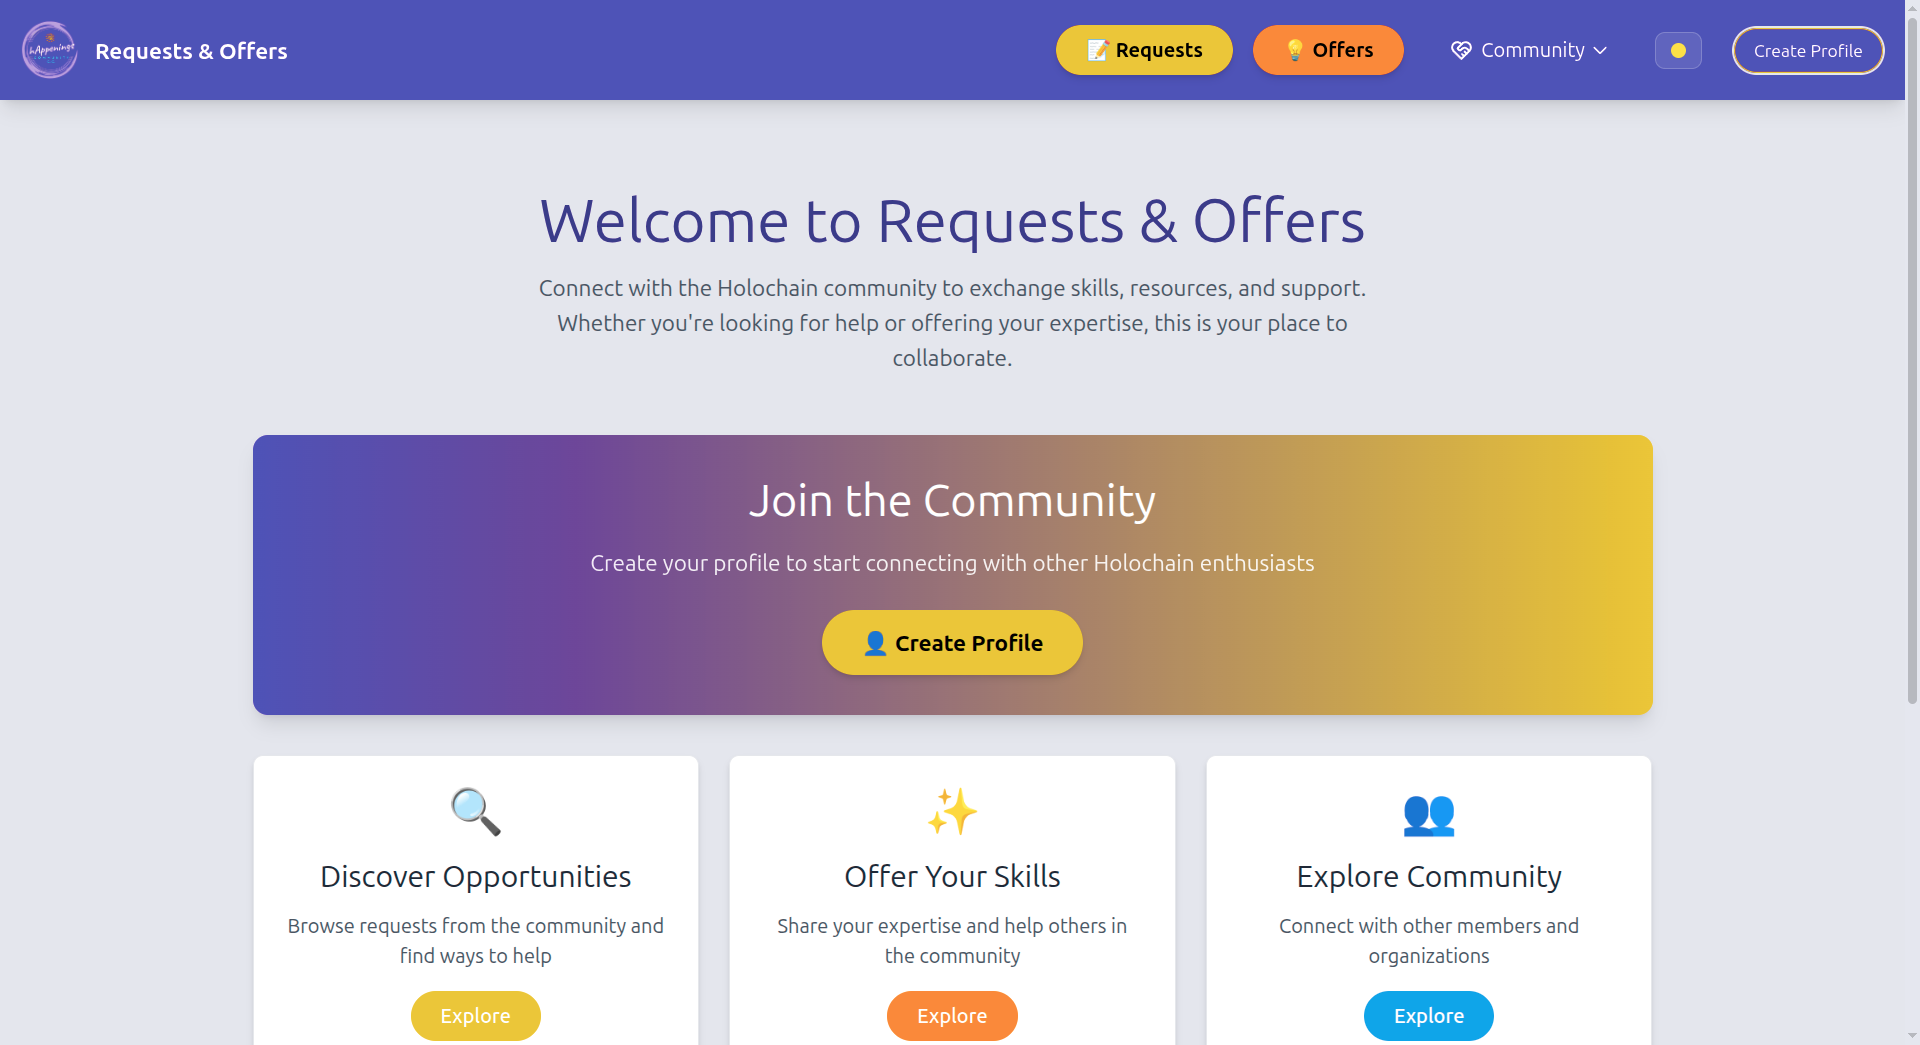 hAppenings
Requests & Offers
📝 Requests
💡 Offers
Community
Create Profile
Welcome to Requests & Offers
Connect with the Holochain community to exchange skills, resources, and support.
Whether you're looking for help or offering your expertise, this is your place to
collaborate.
Join the Community
Create your profile to start connecting with other Holochain enthusiasts
👤 Create Profile
Discover Opportunities
Browse requests from the community and
find ways to help
Explore
Offer Your Skills
Share your expertise and help others in
the community
Explore
Explore Community
Connect with other members and
organizations
Explore